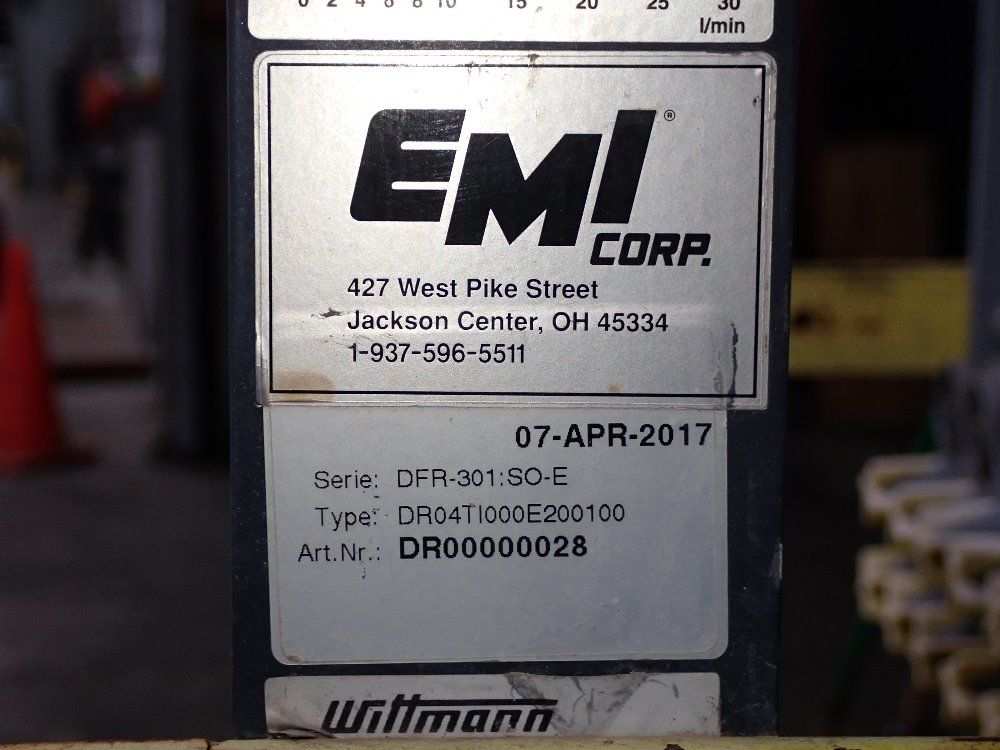 0 2 4 6 8 10 15 20 25 30
l/min
EMI®
CORP.
427 West Pike Street
Jackson Center, OH 45334
1-937-596-5511
07-APR-2017
Serie: DFR-301:SO-E
Type: DR04TI000E200100
Art.Nr.: DR00000028
Wittmann